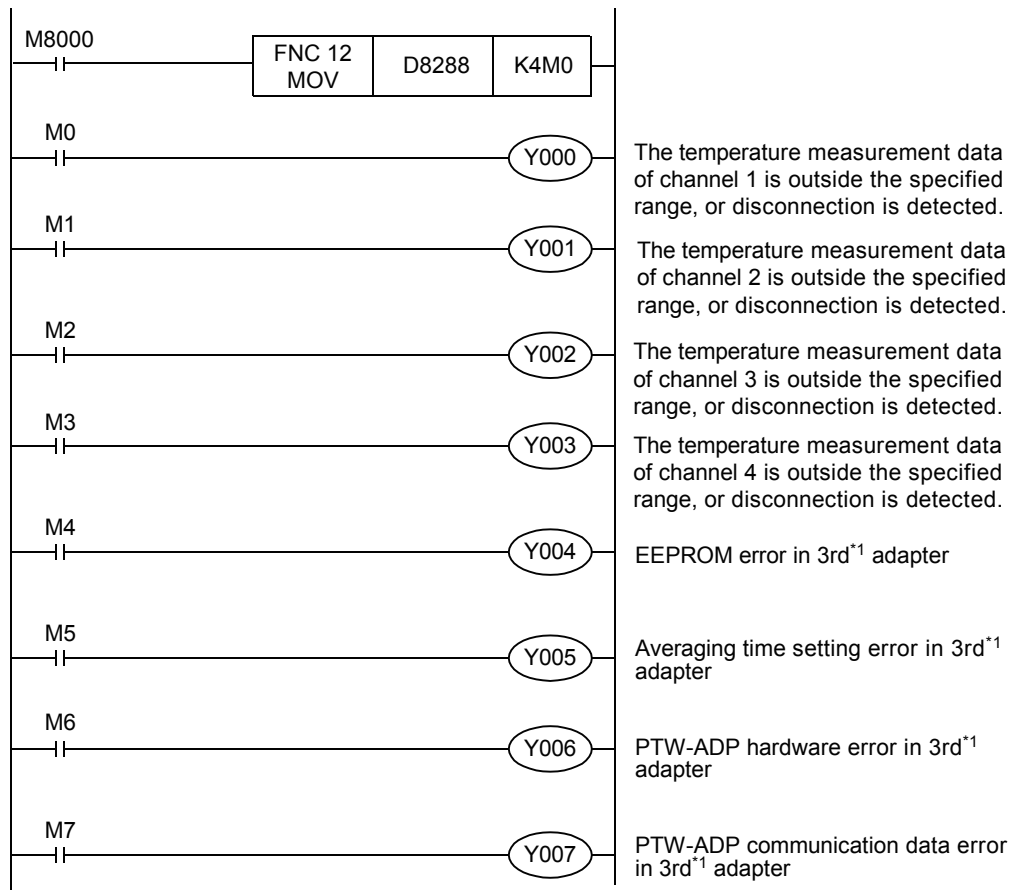 M8000
FNC 12
MOV
D8288
K4M0
M0
Y000
The temperature measurement data
of channel 1 is outside the specified
range, or disconnection is detected.
M1
Y001
The temperature measurement data
of channel 2 is outside the specified
range, or disconnection is detected.
M2
Y002
The temperature measurement data
of channel 3 is outside the specified
range, or disconnection is detected.
M3
Y003
The temperature measurement data
of channel 4 is outside the specified
range, or disconnection is detected.
M4
Y004
EEPROM error in 3rd*1 adapter
M5
Y005
Averaging time setting error in 3rd*1
adapter
M6
Y006
PTW-ADP hardware error in 3rd*1
adapter
M7
Y007
PTW-ADP communication data error
in 3rd*1 adapter